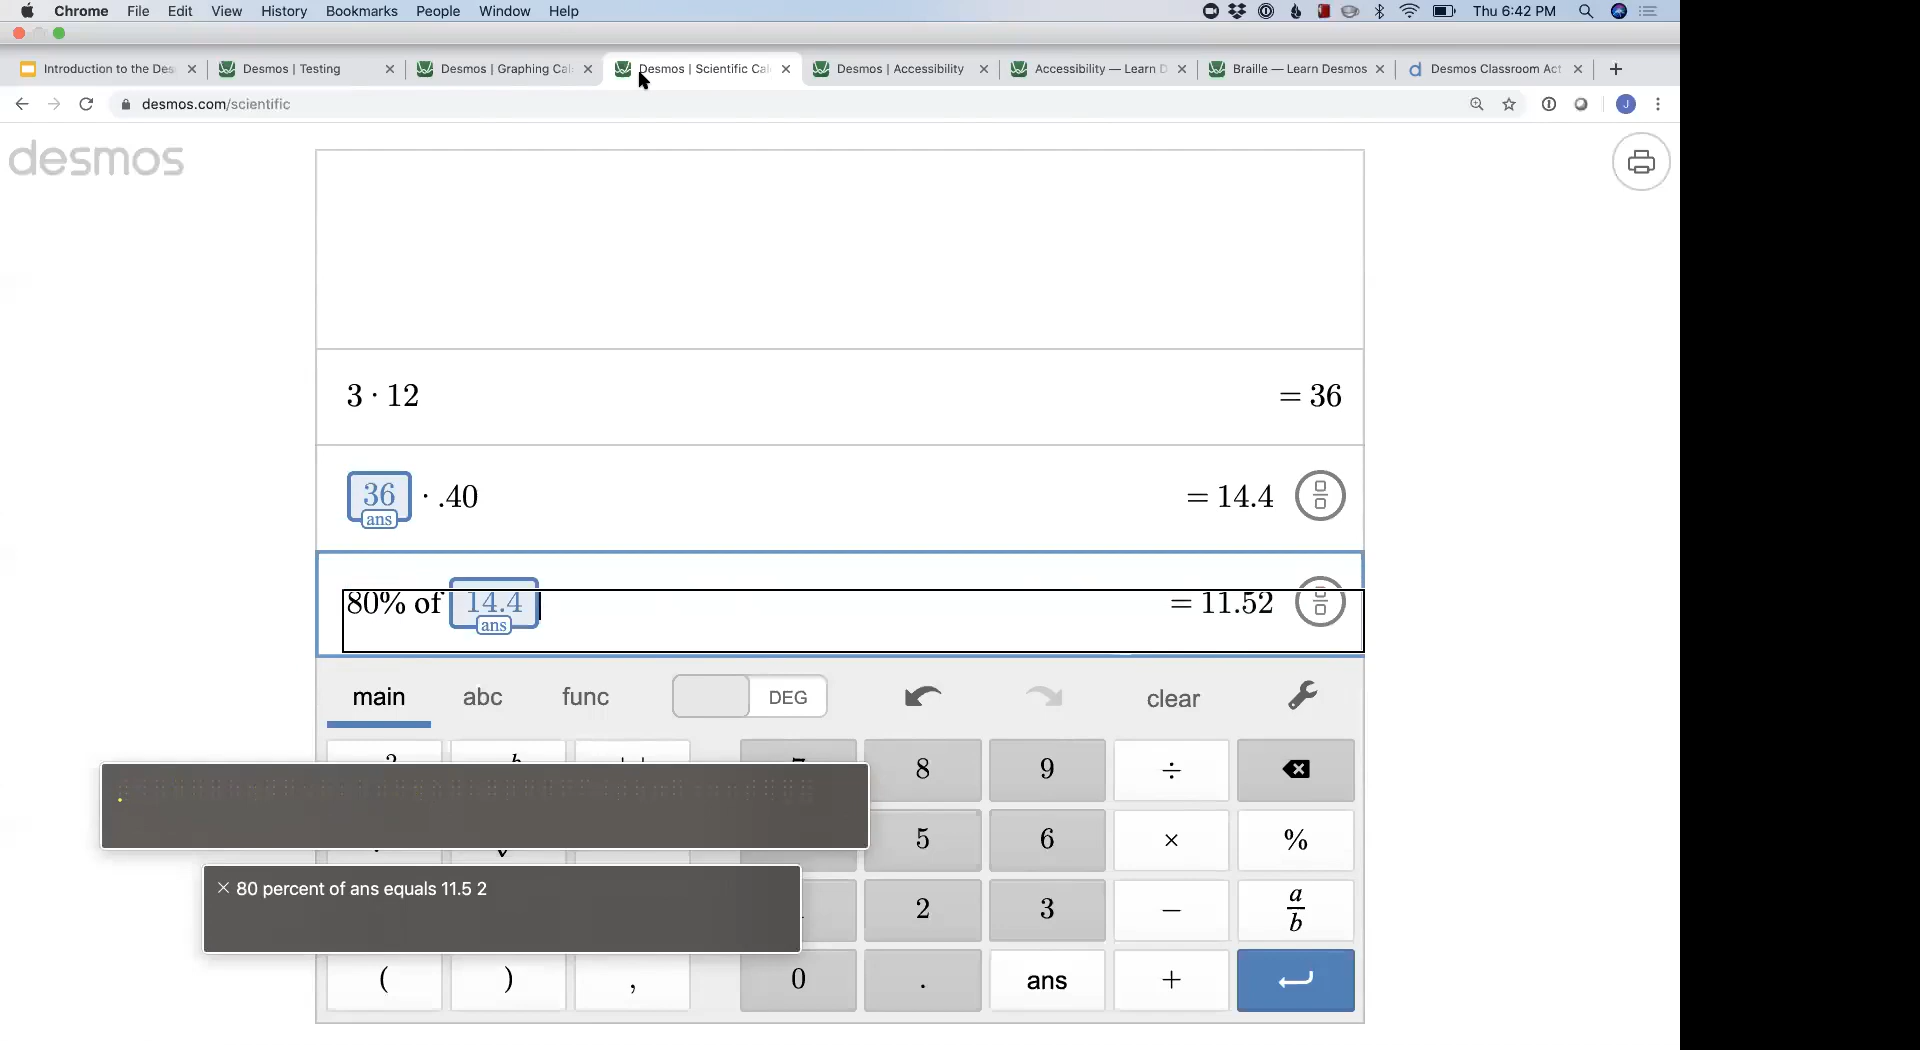 Chrome File Edit View History Bookmarks People Window Help Thu 6:42 PM
Introduction to the Des Desmos | Testing Desmos | Graphing Cal Desmos | Scientific Cal Desmos | Accessibility Accessibility — Learn D Braille — Learn Desmos Desmos Classroom Act
desmos.com/scientific J
desmos
3 · 12 = 36
36 · .40 = 14.4
ans
80% of 14.4 = 11.52
ans
main abc func DEG clear
8 9 ÷
5 6 × %
80 percent of ans equals 11.5 2
2 3 − a/b
( ) , 0 . ans +